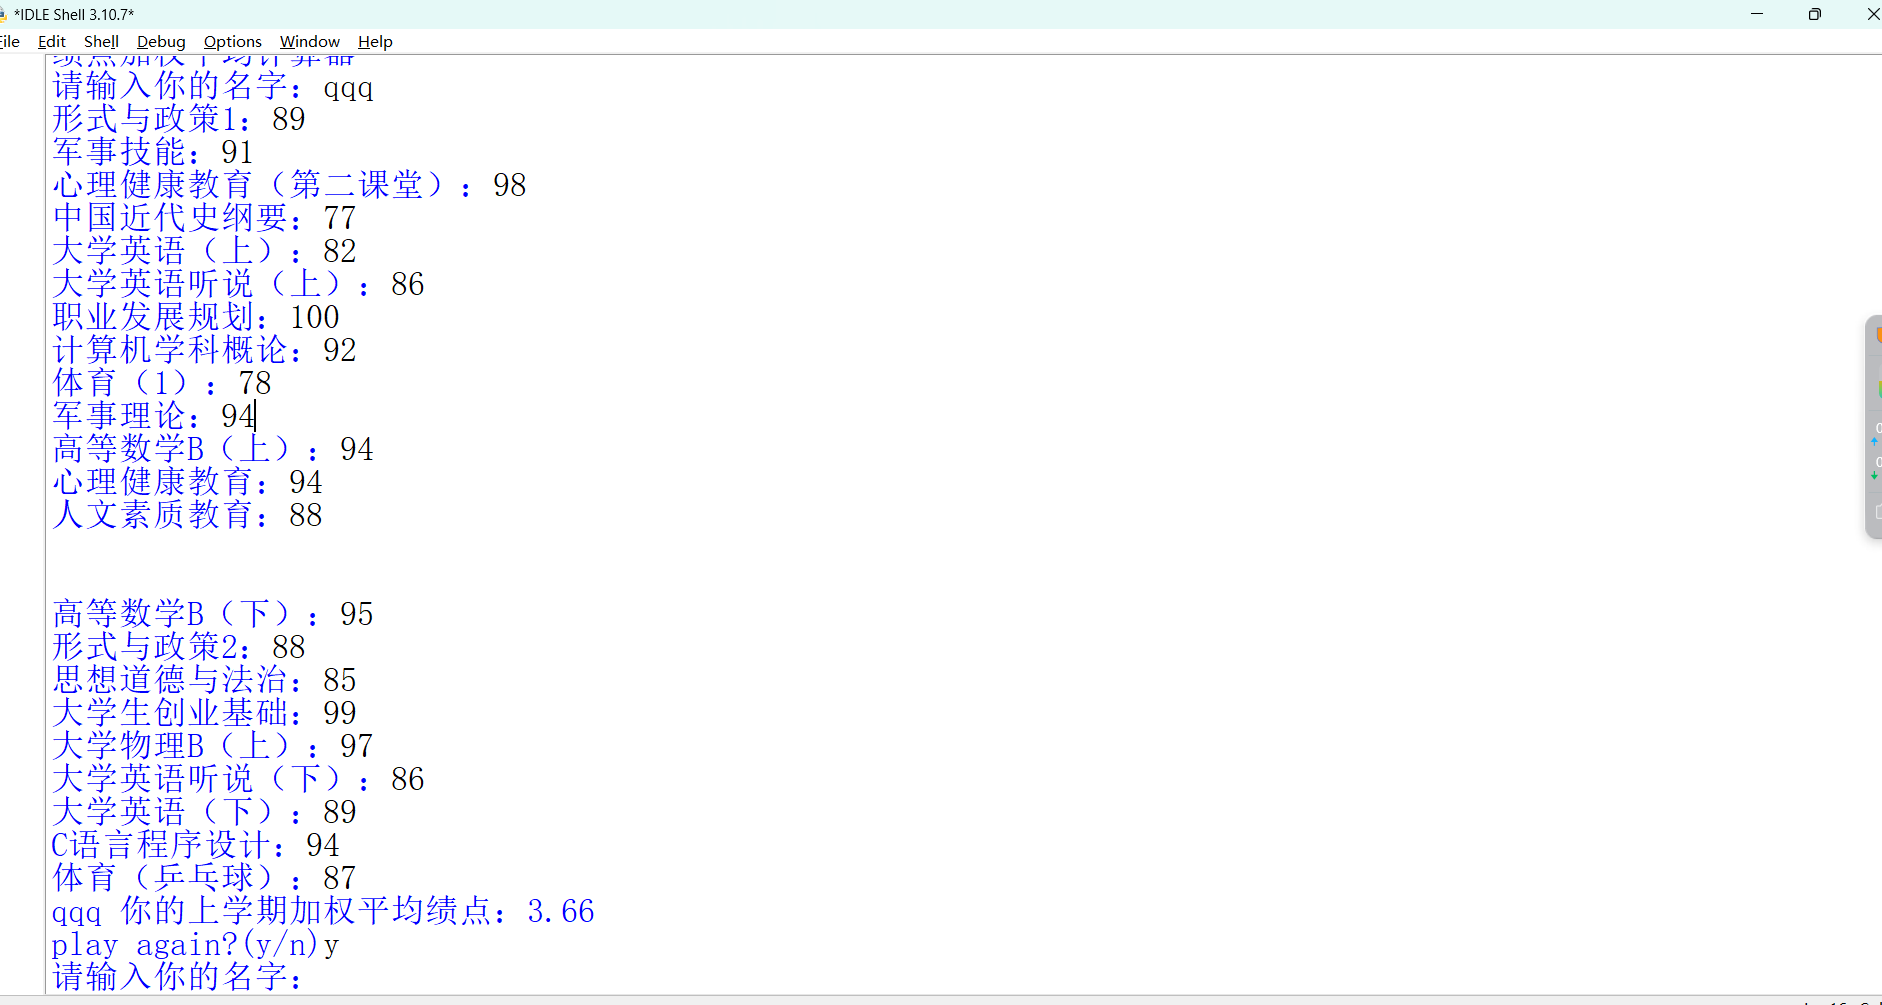 *IDLE Shell 3.10.7*
File Edit Shell Debug Options Window Help
绩点加权平均计算器
请输入你的名字：qqq
形式与政策1：89
军事技能：91
心理健康教育（第二课堂）：98
中国近代史纲要：77
大学英语（上）：82
大学英语听说（上）：86
职业发展规划：100
计算机学科概论：92
体育（1）：78
军事理论：94
高等数学B（上）：94
心理健康教育：94
人文素质教育：88
高等数学B（下）：95
形式与政策2：88
思想道德与法治：85
大学生创业基础：99
大学物理B（上）：97
大学英语听说（下）：86
大学英语（下）：89
C语言程序设计：94
体育（乒乓球）：87
qqq 你的上学期加权平均绩点：3.66
play again?(y/n)y
请输入你的名字：